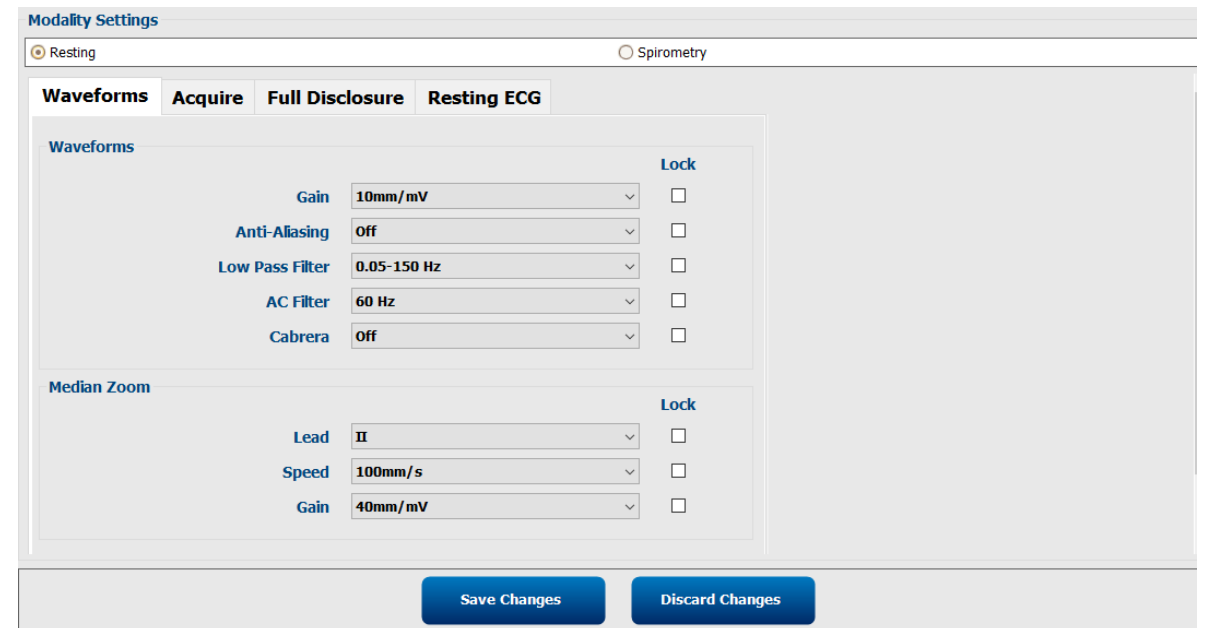 Modality Settings
Resting Spirometry
Waveforms Acquire Full Disclosure Resting ECG
Waveforms
Lock
Gain 10mm/mV
Anti-Aliasing Off
Low Pass Filter 0.05-150 Hz
AC Filter 60 Hz
Cabrera Off
Median Zoom
Lock
Lead II
Speed 100mm/s
Gain 40mm/mV
Save Changes Discard Changes